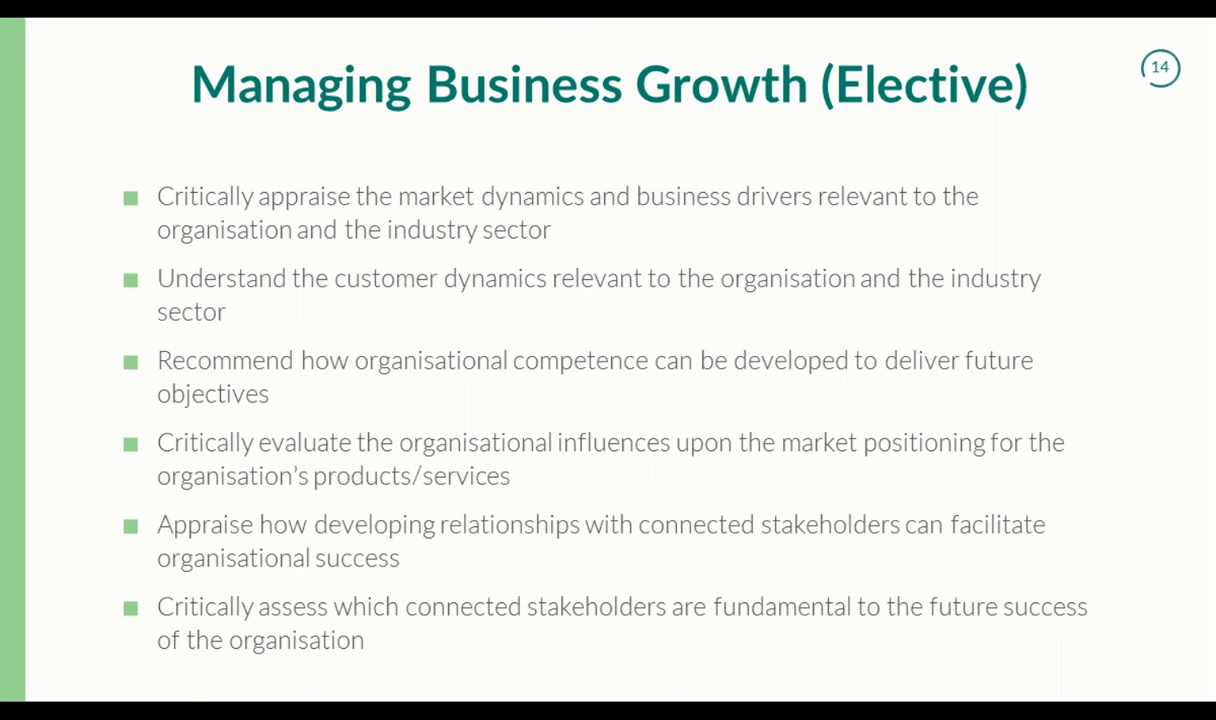 Managing Business Growth (Elective)
14
Critically appraise the market dynamics and business drivers relevant to the
organisation and the industry sector
Understand the customer dynamics relevant to the organisation and the industry
sector
Recommend how organisational competence can be developed to deliver future
objectives
Critically evaluate the organisational influences upon the market positioning for the
organisation’s products/services
Appraise how developing relationships with connected stakeholders can facilitate
organisational success
Critically assess which connected stakeholders are fundamental to the future success
of the organisation